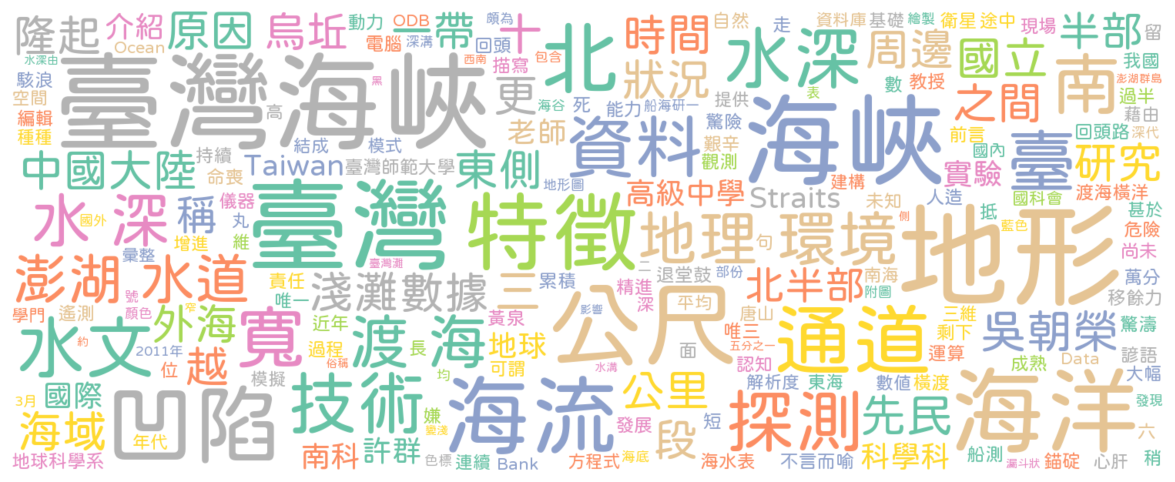 隆起
介紹
原因
烏坵
動力
ODB
一帶
十
北
時間
水深
自然
走
周邊
資料庫
基礎
繪製
衛星
途中
現場
半部
留
Ocean
電腦
深溝
回頭
頗為
描寫
西南
包含
狀況
國立
我國
水深由
駭浪
臺灣海峽
黑
更
海谷
死
能力
船海研一
提供
表
數
教授
之間
南
澎湖群島
過半
空間
編輯
高
老師
資料
驚險
海峽
藉由
種種
結成
模式
艱辛
觀測
前言
臺
回頭路
深代
中國大陸
持續
命喪
Taiwan
臺灣師範大學
東側
地形圖
建構
實驗
國內
研究
高級中學
Straits
未知
人造
國科會
渡海橫洋
水深
稱
儀器
丸
臺灣
特徵
地理
句
環境
側
地形
抵
藍色
甚於
危險
國外
增進
維
彙整
尚未
澎湖
水道
責任
臺灣灘
淺灘
數據
三
二
退堂鼓
部份
北半部
南海
附圖
萬分
號
唯一
累積
精進
深
平均
移餘力
學門
遙測
顏色
窄
外海
近年
寬
渡海
黃泉
公尺
影響
唐山
通道
三維
吳朝榮
驚濤
水文
約
過程
長
地球
面
唯三
五分之一
剩下
2011年
位
越
俗稱
可謂
水溝
認知
運算
成熟
Data
諺語
模擬
均
國際
凹陷
技術
海流
公里
解析度
東海
數值
橫渡
大幅
3月
嫌
發展
段
短
探測
先民
海洋
發現
海域
年代
南科
許群
海底
六
地球科學系
色標
連續
Bank
方程式
海水表
不言而喻
科學科
船測
漏斗狀
錨碇
心肝
稍